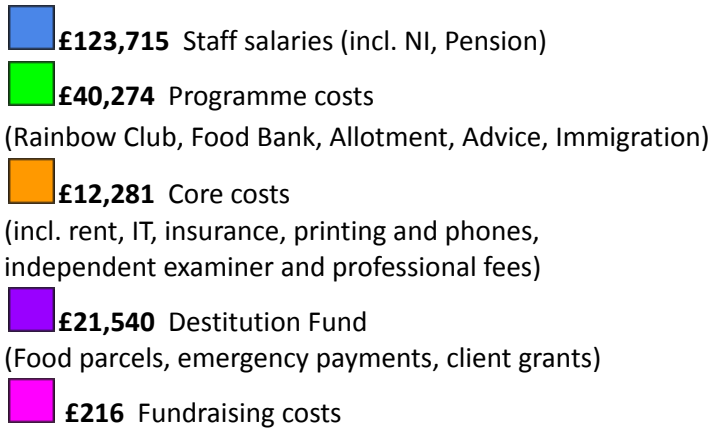 £123,715 Staff salaries (incl. NI, Pension)
£40,274 Programme costs
(Rainbow Club, Food Bank, Allotment, Advice, Immigration)
£12,281 Core costs
(incl. rent, IT, insurance, printing and phones,
independent examiner and professional fees)
£21,540 Destitution Fund
(Food parcels, emergency payments, client grants)
£216 Fundraising costs